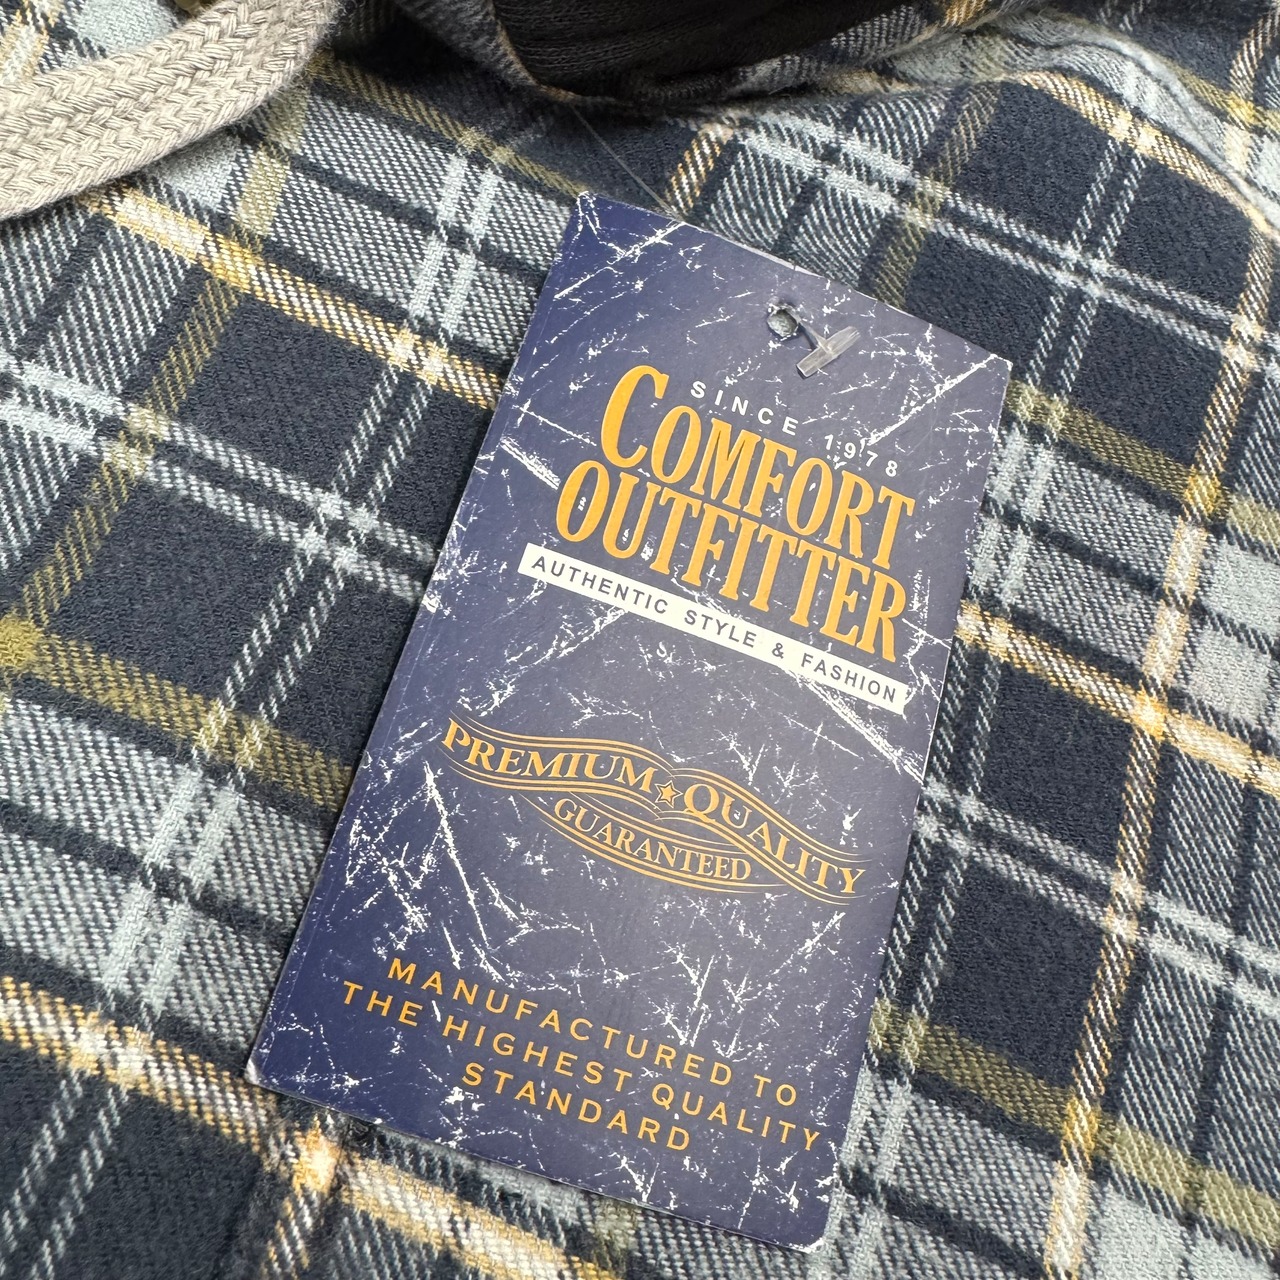 SINCE 1978
COMFORT
OUTFITTER
AUTHENTIC STYLE & FASHION
PREMIUM QUALITY
GUARANTEED
MANUFACTURED TO
THE HIGHEST QUALITY
STANDARD